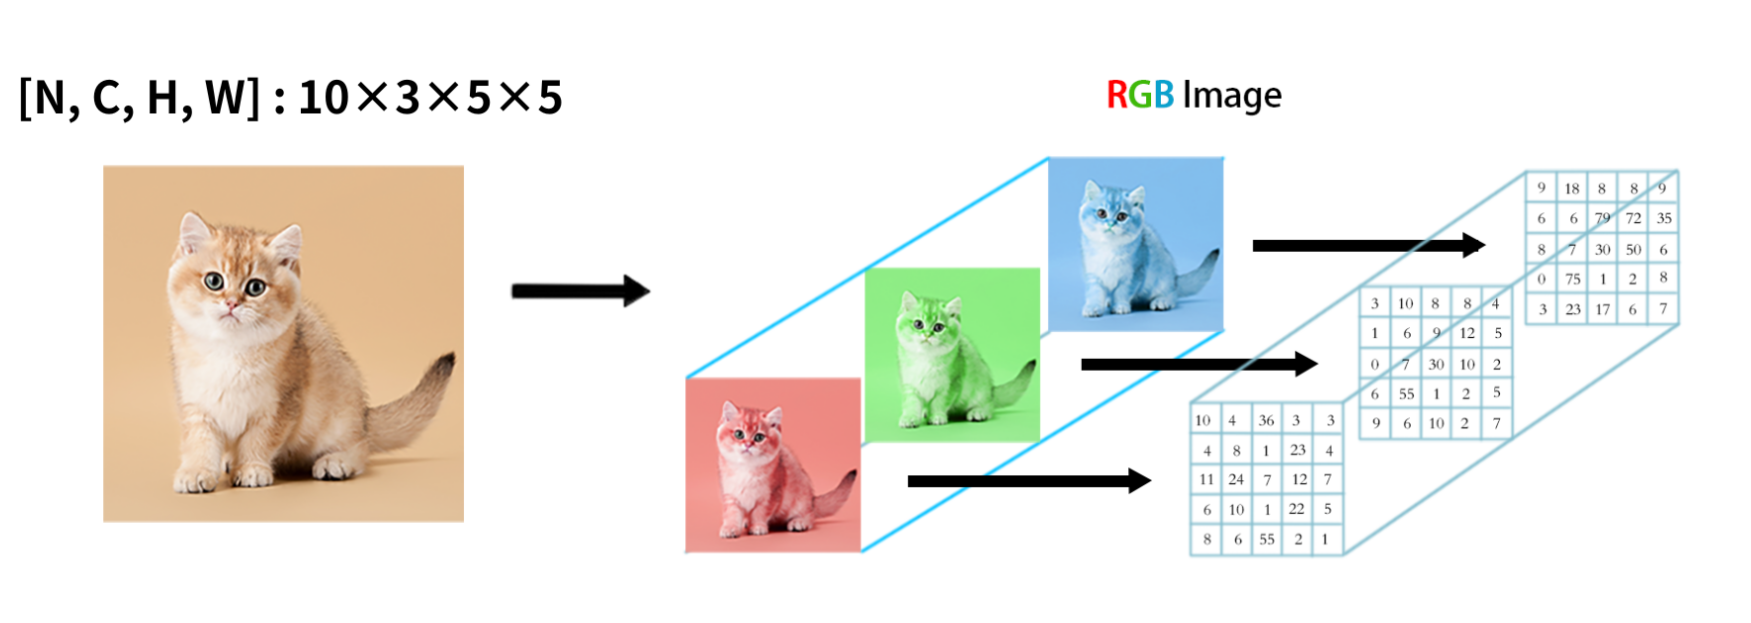 [N, C, H, W] : 10×3×5×5
RGB Image
9 18 8 8 9
6 6 79 72 35
8 7 30 50 6
0 75 1 2 8
3 23 17 6 7
3 10 8 8 4
1 6 9 12 5
0 7 30 10 2
6 55 1 2 5
9 6 10 2 7
10 4 36 3 3
4 8 1 23 4
11 24 7 12 7
6 10 1 22 5
8 6 55 2 1